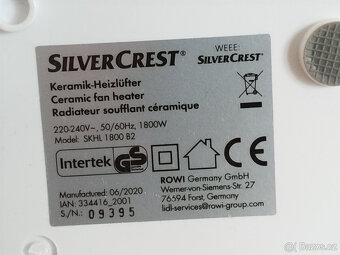 SILVERCREST®
WEEE:
SILVERCREST®
Keramik-Heizlüfter
Ceramic fan heater
Radiateur soufflant céramique
220-240V~, 50/60Hz, 1800W
Model: SKHL 1800 B2
Intertek
GS
CE
ROWI Germany GmbH
Werner-von-Siemens-Str. 27
76594 Forst, Germany
lidl-services@rowi-group.com
Manufactured: 06/2020
IAN: 334416_2001
S/N.: 09395